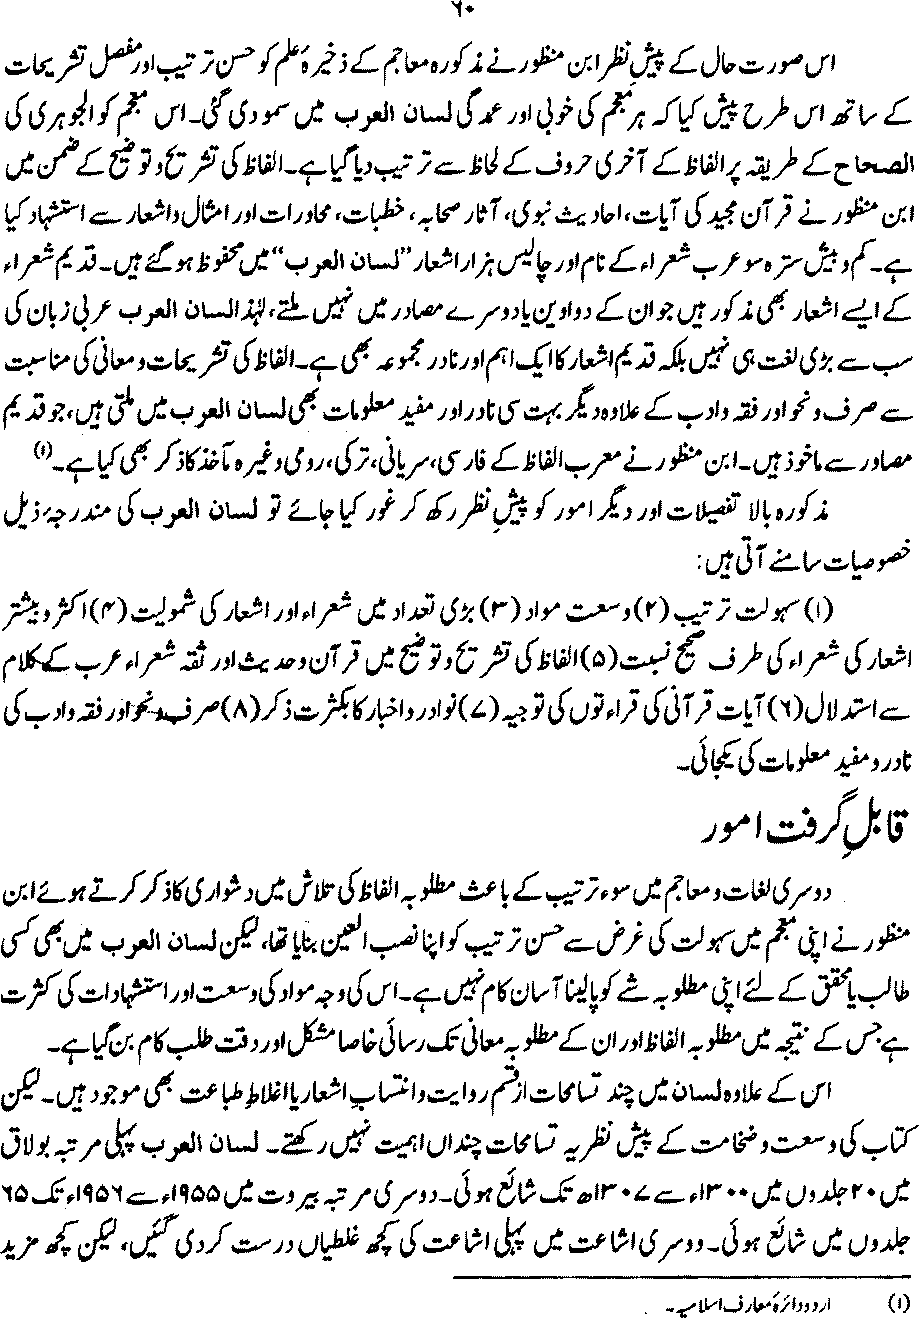 ۶۰
اس صورت حال کے پیشِ نظر ابن منظور نے مذکورہ معاجم کے ذخیرۂ علم کو حسن ترتیب اور مفصل تشریحات
کے ساتھ اس طرح پیش کیا کہ ہر معجم کی خوبی اور عمدگی لسان العرب میں سمودی گئی۔ اس معجم کو الجوہری کی
الصحاح کے طریقہ پر الفاظ کے آخری حروف کے لحاظ سے ترتیب دیا گیا ہے۔ الفاظ کی تشریح و توضیح کے ضمن میں
ابن منظور نے قرآن مجید کی آیات، احادیث نبوی، آثار صحابہ، خطبات، محاورات اور امثال و اشعار سے استشہاد کیا
ہے۔ کم و بیش سترہ سو عرب شعراء کے نام اور چالیس ہزار اشعار ”لسان العرب“ میں محفوظ ہو گئے ہیں۔ قدیم شعراء
کے ایسے اشعار بھی مذکور ہیں جو ان کے دواوین یا دوسرے مصادر میں نہیں ملتے، لہٰذا لسان العرب عربی زبان کی
سب سے بڑی لغت ہی نہیں بلکہ قدیم اشعار کا ایک اہم اور نادر مجموعہ بھی ہے۔ الفاظ کی تشریحات و معانی کی مناسبت
سے صرف و نحو اور فقہ و ادب کے علاوہ دیگر بہت سی نادر اور مفید معلومات بھی لسان العرب میں ملتی ہیں، جو قدیم
مصادر سے ماخوذ ہیں۔ ابن منظور نے معرب الفاظ کے فارسی، سریانی، ترکی، رومی وغیرہ مآخذ کا ذکر بھی کیا ہے۔(۱)
مذکورہ بالا تفصیلات اور دیگر امور کو پیشِ نظر رکھ کر غور کیا جائے تو لسان العرب کی مندرجۂ ذیل
خصوصیات سامنے آتی ہیں:
(۱) سہولت ترتیب (۲) وسعت مواد (۳) بڑی تعداد میں شعراء اور اشعار کی شمولیت (۴) اکثر و بیشتر
اشعار کی شعراء کی طرف صحیح نسبت (۵) الفاظ کی تشریح و توضیح میں قرآن و حدیث اور ثقہ شعراء عرب کے کلام
سے استدلال (۶) آیات قرآنی کی قراءتوں کی توجیہ (۷) نوادر و اخبار کا بکثرت ذکر (۸) صرف و نحو اور فقہ و ادب کی
نادر و مفید معلومات کی یکجائی۔
قابلِ گرفت امور
دوسری لغات و معاجم میں سوء ترتیب کے باعث مطلوبہ الفاظ کی تلاش میں دشواری کا ذکر کرتے ہوئے ابن
منظور نے اپنی معجم میں سہولت کی غرض سے حسن ترتیب کو اپنا نصب العین بنایا تھا، لیکن لسان العرب میں بھی کسی
طالب یا محقق کے لئے اپنی مطلوبہ شے کو پالینا آسان کام نہیں ہے۔ اس کی وجہ مواد کی وسعت اور استشہادات کی کثرت
ہے جس کے نتیجہ میں مطلوبہ الفاظ اور ان کے مطلوبہ معانی تک رسائی خاصا مشکل اور دقت طلب کام بن گیا ہے۔
اس کے علاوہ لسان میں چند تسامحات از قسم روایت و انتسابِ اشعار یا اغلاطِ طباعت بھی موجود ہیں۔ لیکن
کتاب کی وسعت و ضخامت کے پیش نظر یہ تسامحات چنداں اہمیت نہیں رکھتے۔ لسان العرب پہلی مرتبہ بولاق
میں ۲۰ جلدوں میں ۱۳۰۰ء سے ۱۳۰۷ھ تک شائع ہوئی۔ دوسری مرتبہ بیروت میں ۱۹۵۵ء سے ۱۹۵۶ء تک ۶۵
جلدوں میں شائع ہوئی۔ دوسری اشاعت میں پہلی اشاعت کی کچھ غلطیاں درست کردی گئیں، لیکن کچھ مزید
(۱) اردو دائرۂ معارف اسلامیہ۔